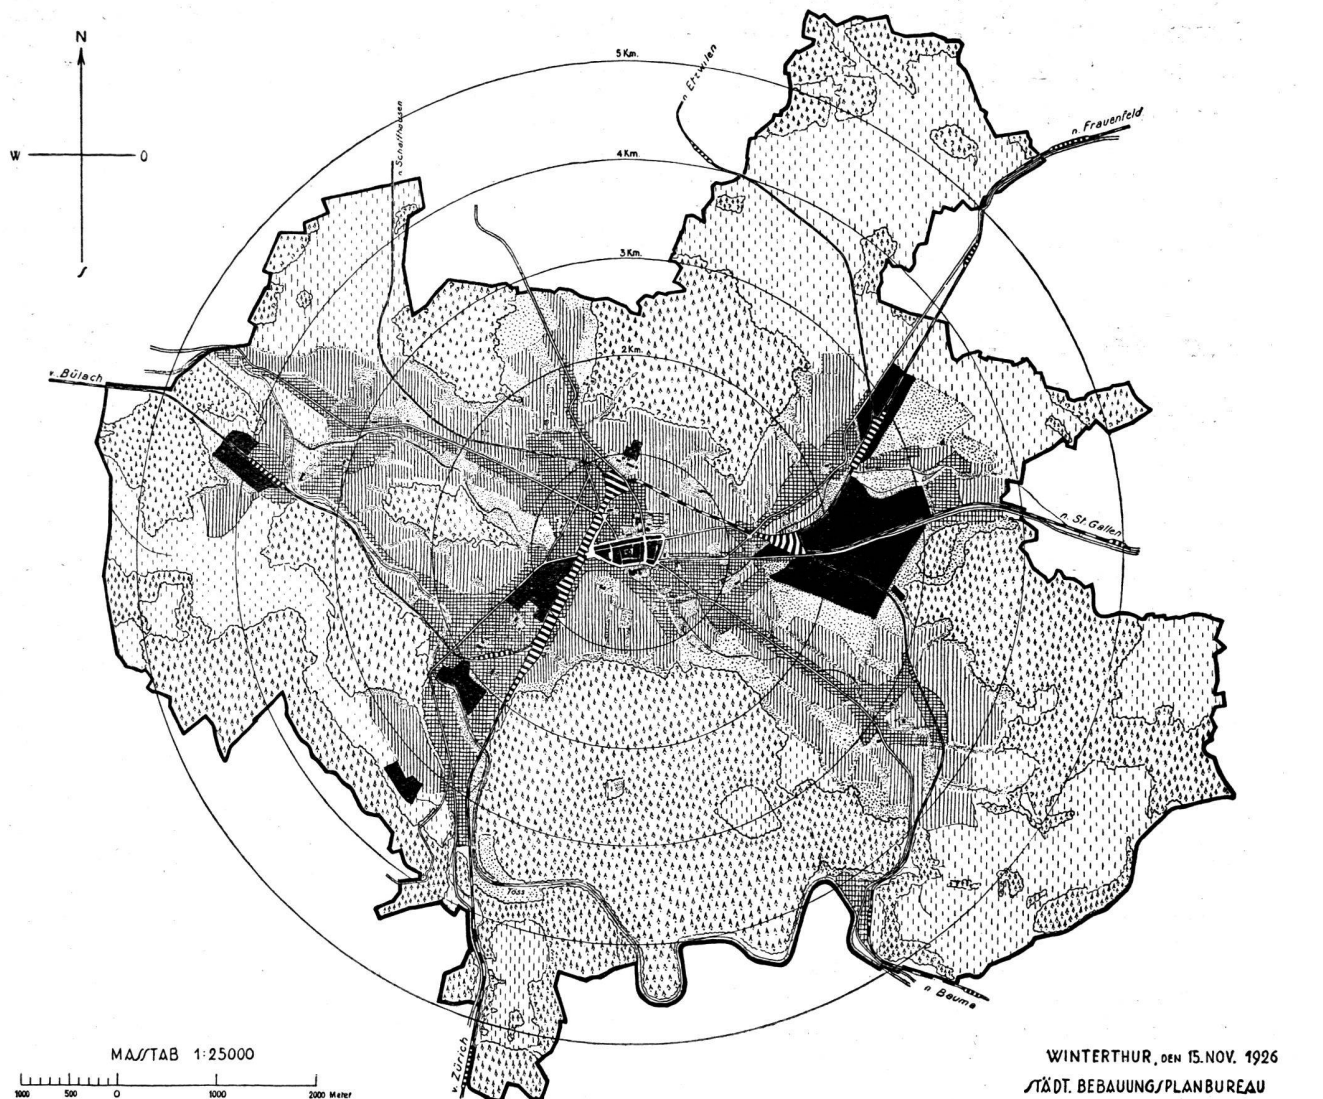 N
W O
S
5 Km.
4 Km.
3 Km.
2 Km.
n. Schaffhausen
n. Etzwilen
n. Frauenfeld
v. Bülach
n. St. Gallen
Töss
n. Bauma
v. Zürich
MASSTAB 1:25000
1000 500 0 1000 2000 Meter
WINTERTHUR, DEN 15. NOV. 1926
STÄDT. BEBAUUNGSPLANBUREAU